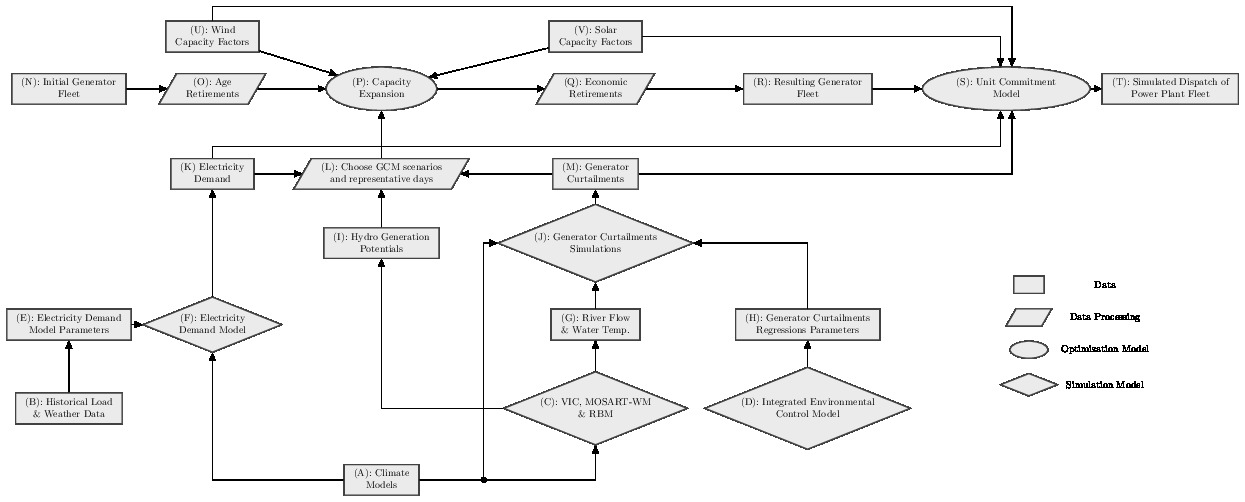 (U): Wind
Capacity Factors
(V): Solar
Capacity Factors
(N): Initial Generator
Fleet
(O): Age
Retirements
(P): Capacity
Expansion
(Q): Economic
Retirements
(R): Resulting Generator
Fleet
(S): Unit Commitment
Model
(T): Simulated Dispatch of
Power Plant Fleet
(K) Electricity
Demand
(L): Choose GCM scenarios
and representative days
(M): Generator
Curtailments
(I): Hydro Generation
Potentials
(J): Generator Curtailments
Simulations
(E): Electricity Demand
Model Parameters
(F): Electricity
Demand Model
(G): River Flow
& Water Temp.
(H): Generator Curtailments
Regressions Parameters
(B): Historical Load
& Weather Data
(C): VIC, MOSART-WM
& RBM
(D): Integrated Environmental
Control Model
(A): Climate
Models
Data
Data Processing
Optimization Model
Simulation Model